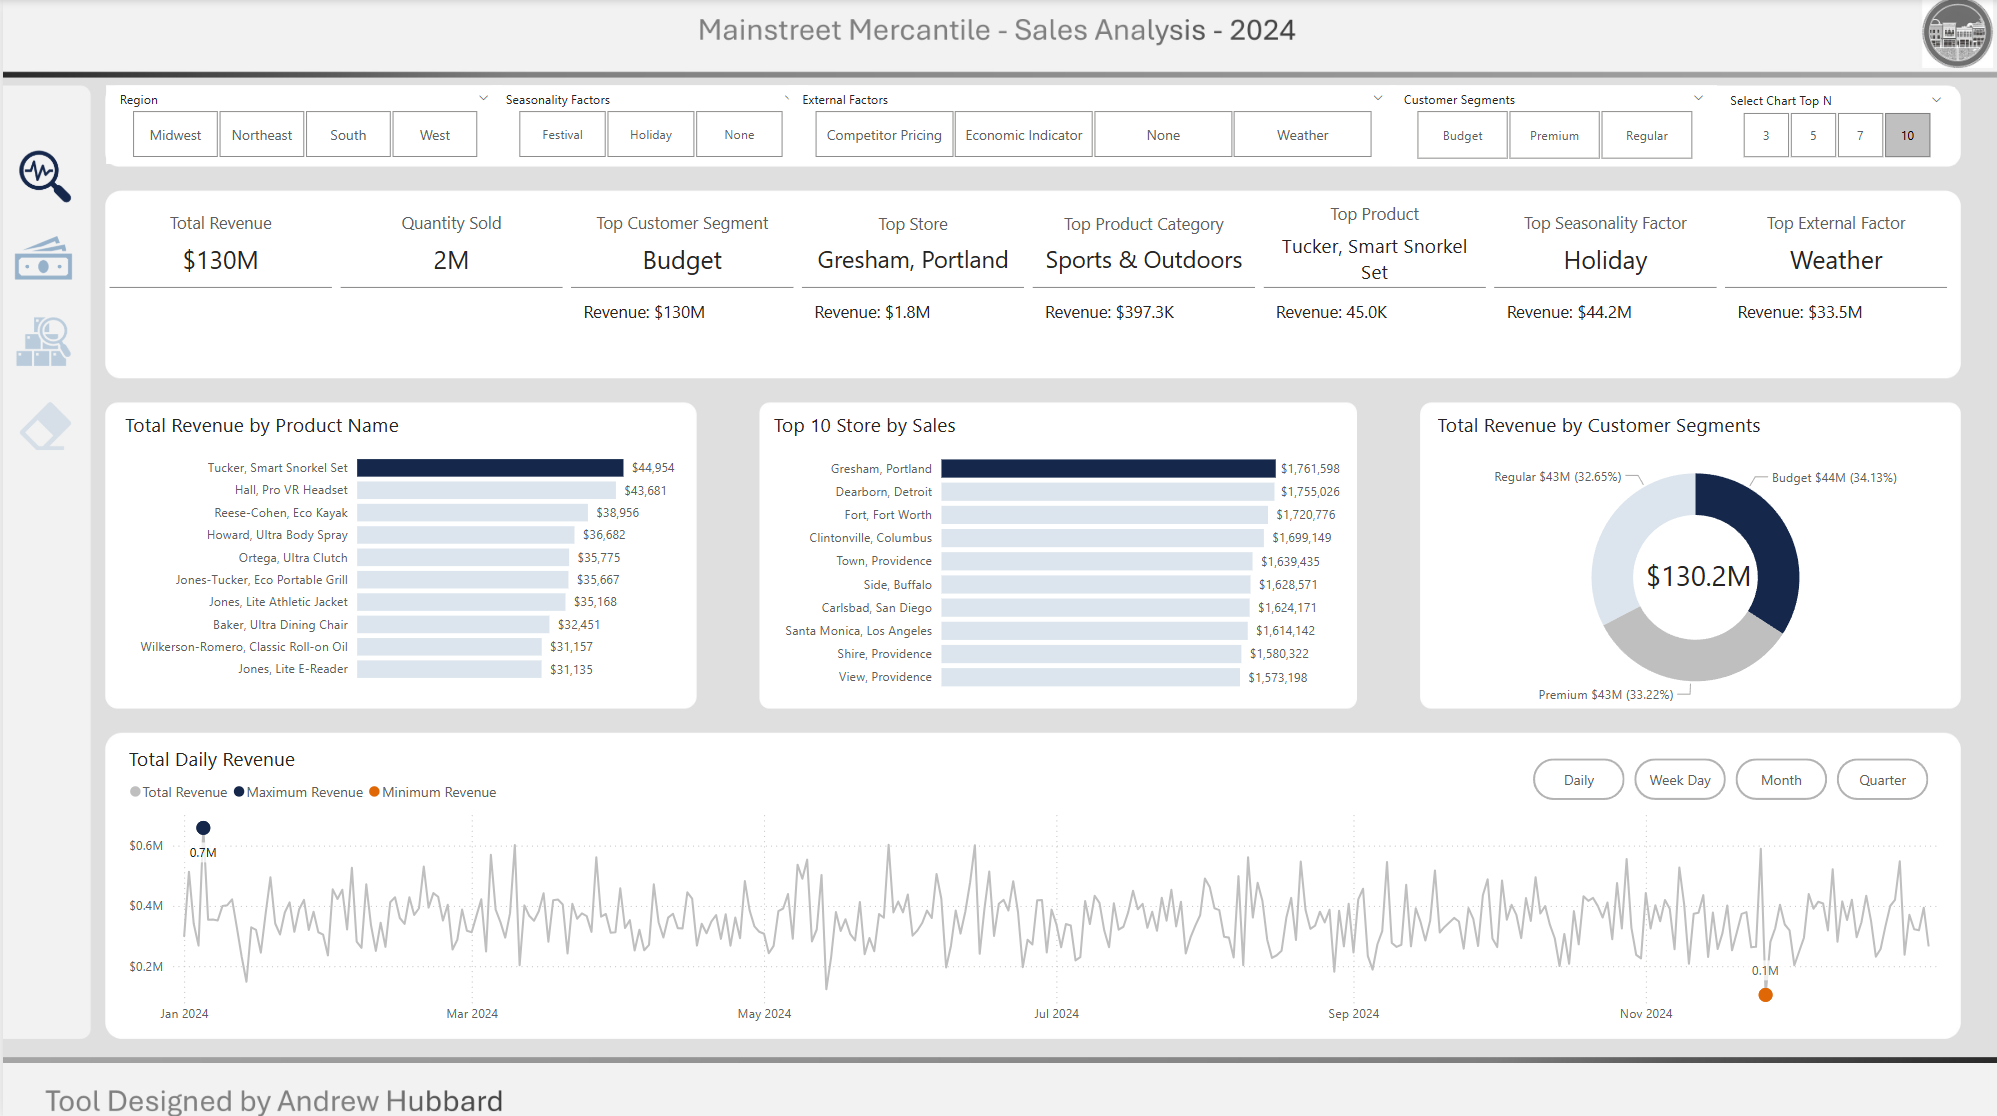 Mainstreet Mercantile - Sales Analysis - 2024
Region
Midwest
Northeast
South
West
Seasonality Factors
Festival
Holiday
None
External Factors
Competitor Pricing
Economic Indicator
None
Weather
Customer Segments
Budget
Premium
Regular
Select Chart Top N
3
5
7
10
Total Revenue
$130M
Quantity Sold
2M
Top Customer Segment
Budget
Revenue: $130M
Top Store
Gresham, Portland
Revenue: $1.8M
Top Product Category
Sports & Outdoors
Revenue: $397.3K
Top Product
Tucker, Smart Snorkel
Set
Revenue: 45.0K
Top Seasonality Factor
Holiday
Revenue: $44.2M
Top External Factor
Weather
Revenue: $33.5M
Total Revenue by Product Name
Tucker, Smart Snorkel Set $44,954
Hall, Pro VR Headset $43,681
Reese-Cohen, Eco Kayak $38,956
Howard, Ultra Body Spray $36,682
Ortega, Ultra Clutch $35,775
Jones-Tucker, Eco Portable Grill $35,667
Jones, Lite Athletic Jacket $35,168
Baker, Ultra Dining Chair $32,451
Wilkerson-Romero, Classic Roll-on Oil $31,157
Jones, Lite E-Reader $31,135
Top 10 Store by Sales
Gresham, Portland $1,761,598
Dearborn, Detroit $1,755,026
Fort, Fort Worth $1,720,776
Clintonville, Columbus $1,699,149
Town, Providence $1,639,435
Side, Buffalo $1,628,571
Carlsbad, San Diego $1,624,171
Santa Monica, Los Angeles $1,614,142
Shire, Providence $1,580,322
View, Providence $1,573,198
Total Revenue by Customer Segments
Regular $43M (32.65%)
Budget $44M (34.13%)
$130.2M
Premium $43M (33.22%)
Total Daily Revenue
Total Revenue Maximum Revenue Minimum Revenue
Daily
Week Day
Month
Quarter
$0.6M
$0.4M
$0.2M
0.7M
0.1M
Jan 2024
Mar 2024
May 2024
Jul 2024
Sep 2024
Nov 2024
Tool Designed by Andrew Hubbard